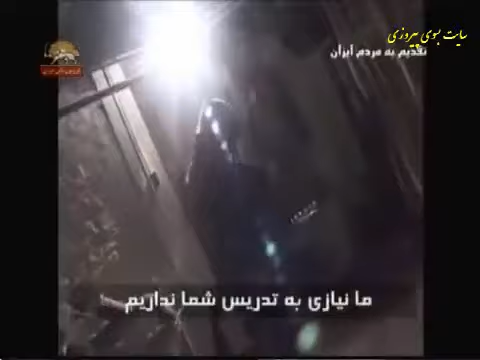 سایت بسوی پیروزی
تقدیم به مردم ایران
ما نیازی به تدریس شما نداریم